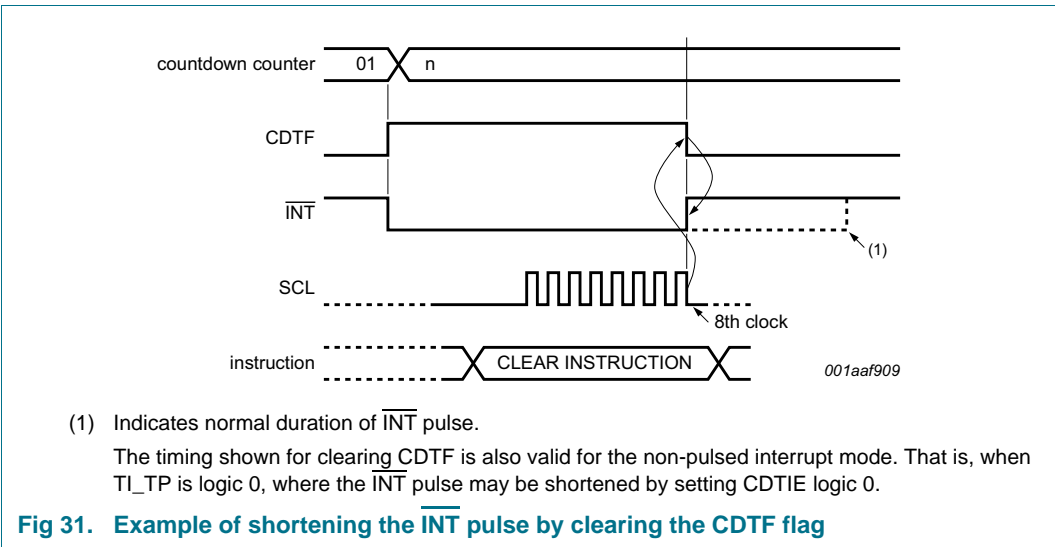 countdown counter 01 n
CDTF
INT
(1)
SCL
8th clock
instruction CLEAR INSTRUCTION
001aaf909
(1) Indicates normal duration of INT pulse.
The timing shown for clearing CDTF is also valid for the non-pulsed interrupt mode. That is, when
TI_TP is logic 0, where the INT pulse may be shortened by setting CDTIE logic 0.
Fig 31. Example of shortening the INT pulse by clearing the CDTF flag